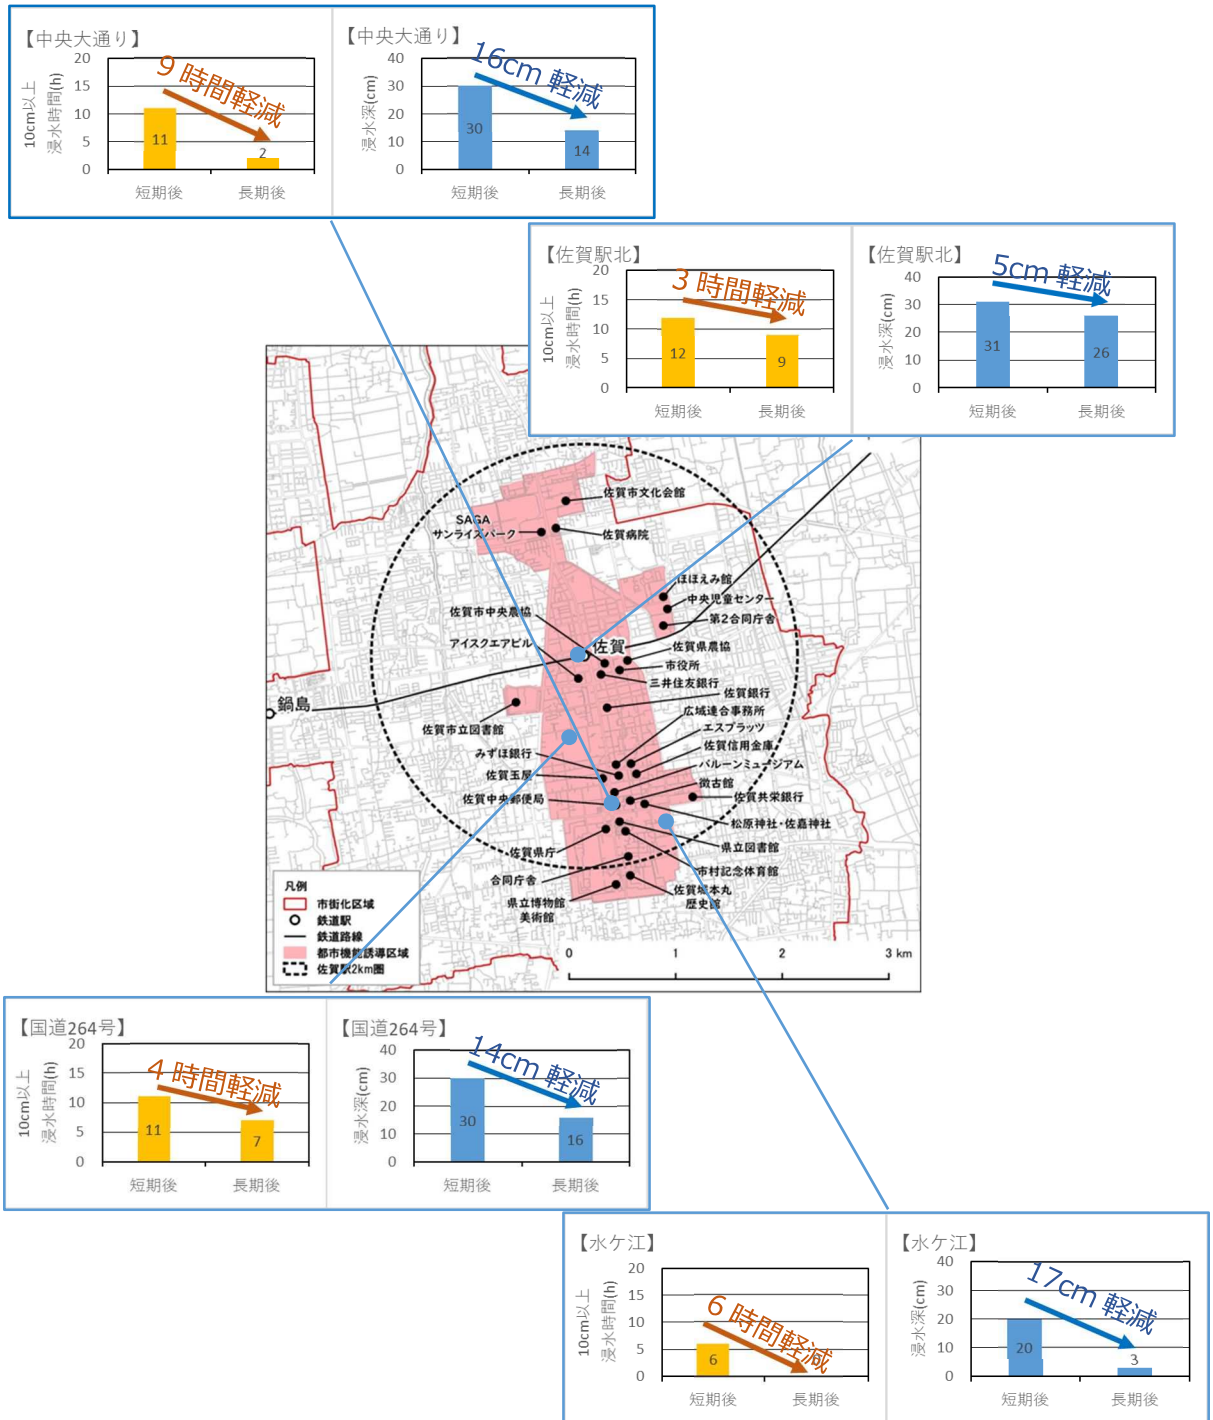 【中央大通り】
10cm以上
浸水時間(h)
20
15
10
5
0
9 時間軽減
11
2
短期後
長期後
【中央大通り】
浸水深(cm)
40
30
20
10
0
16cm 軽減
30
14
短期後
長期後
【佐賀駅北】
10cm以上
浸水時間(h)
20
15
10
5
0
3 時間軽減
12
9
短期後
長期後
【佐賀駅北】
浸水深(cm)
40
30
20
10
0
5cm 軽減
31
26
短期後
長期後
佐賀市文化会館
SAGA
サンライズパーク
佐賀病院
ほほえみ館
中央児童センター
第2合同庁舎
佐賀市中央農協
アイスクエアビル
佐賀
佐賀県農協
市役所
三井住友銀行
鍋島
佐賀銀行
広域連合事務所
佐賀市立図書館
エスプラッツ
みずほ銀行
佐賀信用金庫
佐賀玉屋
バルーンミュージアム
徴古館
佐賀中央郵便局
佐賀共栄銀行
松原神社・佐嘉神社
佐賀県庁
県立図書館
市村記念体育館
合同庁舎
佐賀城本丸
歴史館
県立博物館
美術館
凡例
市街化区域
鉄道駅
鉄道路線
都市機能誘導区域
佐賀駅2km圏
0
1
2
3 km
【国道264号】
10cm以上
浸水時間(h)
20
15
10
5
0
4 時間軽減
11
7
短期後
長期後
【国道264号】
浸水深(cm)
40
30
20
10
0
14cm 軽減
30
16
短期後
長期後
【水ケ江】
10cm以上
浸水時間(h)
20
15
10
5
0
6 時間軽減
6
0
短期後
長期後
【水ケ江】
浸水深(cm)
40
30
20
10
0
17cm 軽減
20
3
短期後
長期後